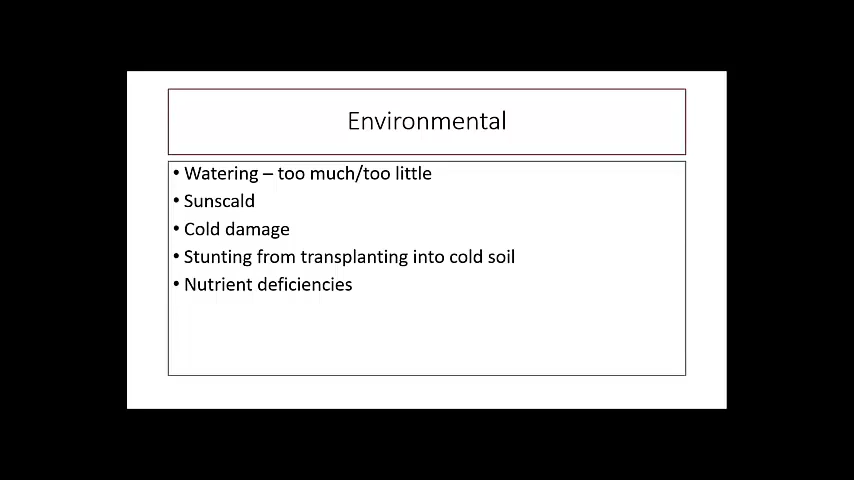 Environmental
• Watering – too much/too little
• Sunscald
• Cold damage
• Stunting from transplanting into cold soil
• Nutrient deficiencies